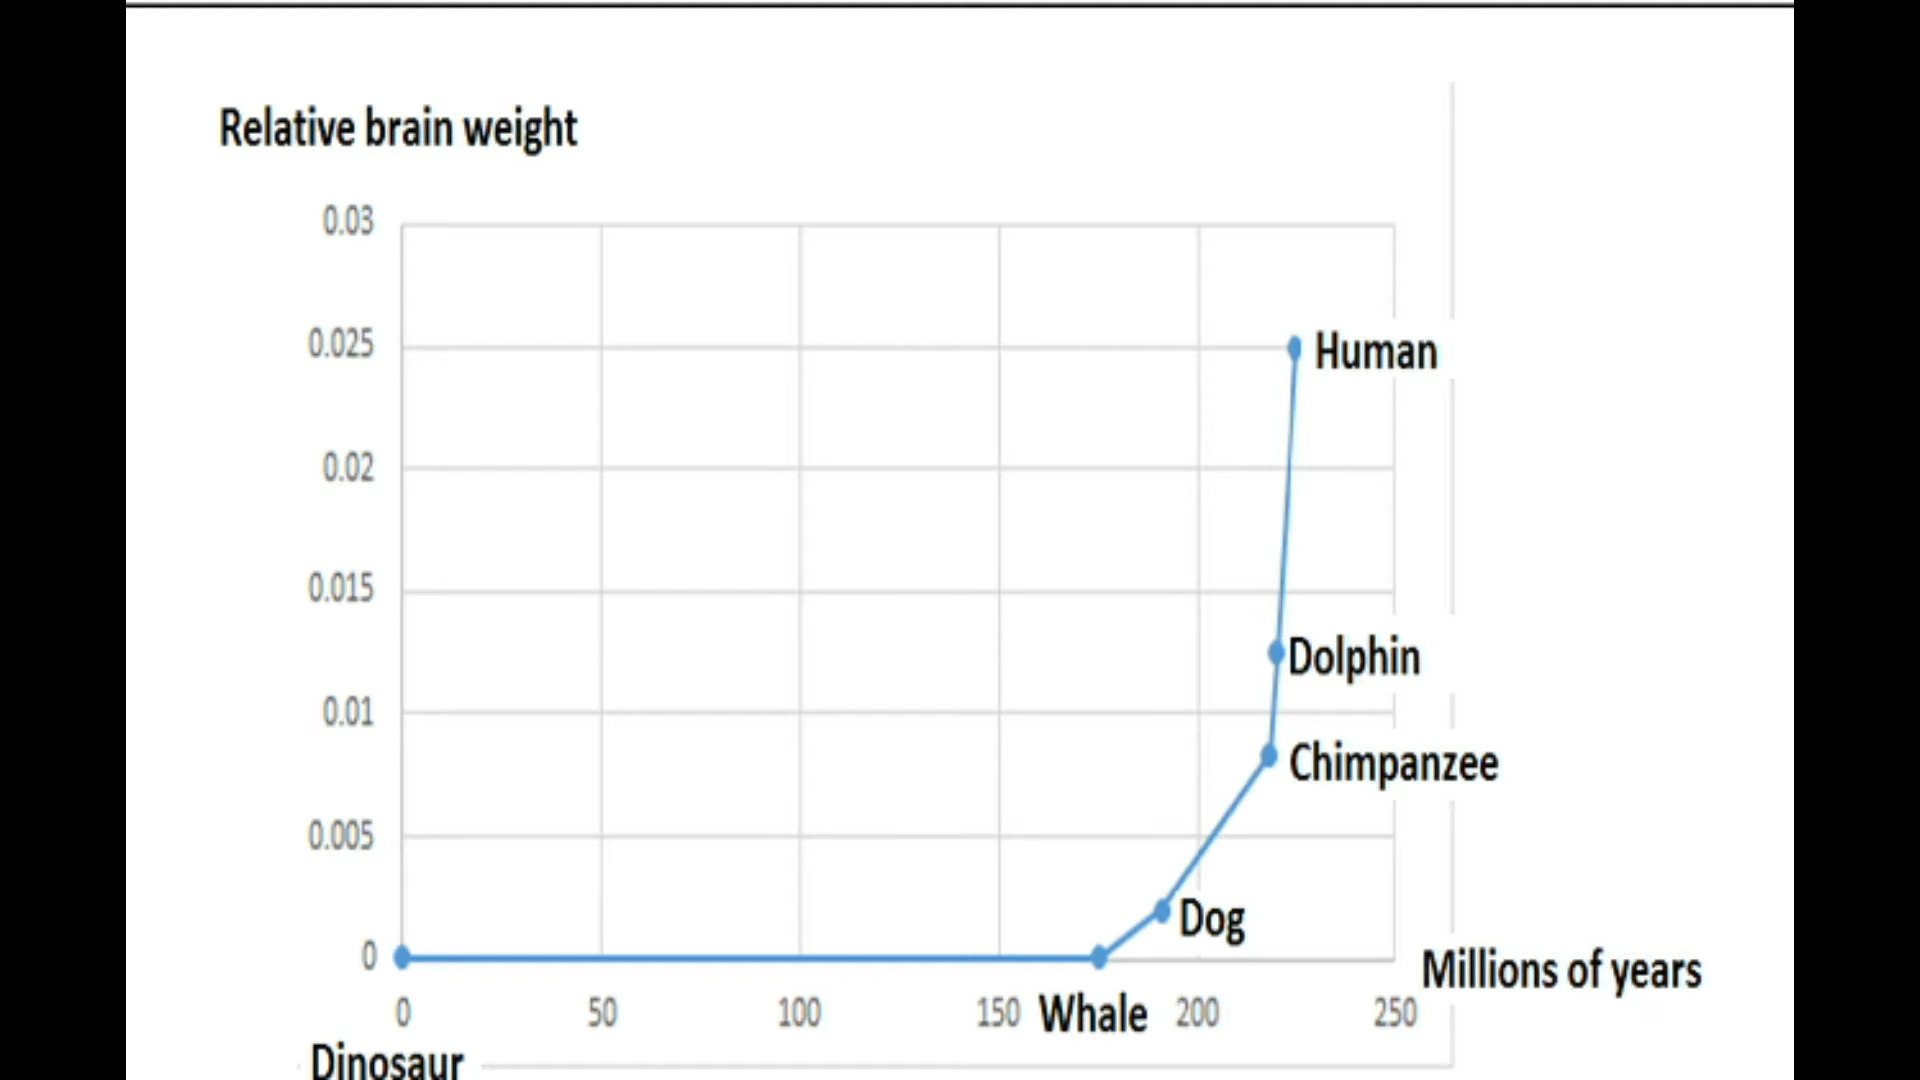 Relative brain weight
0.03
0.025
Human
0.02
0.015
Dolphin
0.01
Chimpanzee
0.005
Dog
0
Millions of years
0 50 100 150 Whale 200 250
Dinosaur